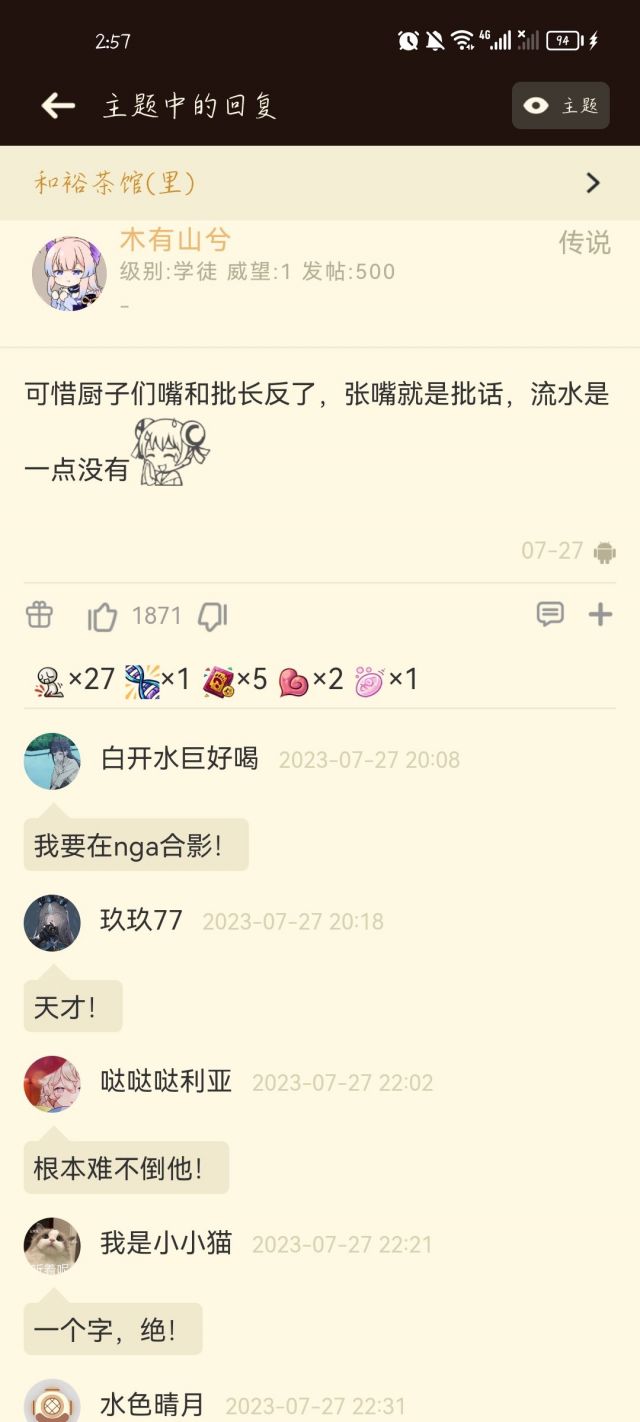 2:57
4G
94
主题中的回复
主题
和裕茶馆(里)
木有山兮
传说
级别:学徒 威望:1 发帖:500
-
可惜厨子们嘴和批长反了，张嘴就是批话，流水是
一点没有
07-27
1871
×27 ×1 ×5 ×2 ×1
白开水巨好喝 2023-07-27 20:08
我要在nga合影！
玖玖77 2023-07-27 20:18
天才！
哒哒哒利亚 2023-07-27 22:02
根本难不倒他！
我是小小猫 2023-07-27 22:21
一个字，绝！
水色晴月 2023-07-27 22:31